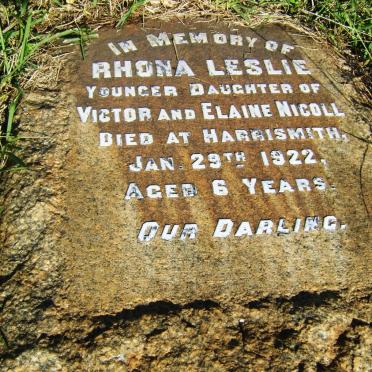 IN MEMORY OF
RHONA LESLIE
YOUNGER DAUGHTER OF
VICTOR AND ELAINE NICOLL
DIED AT HARRISMITH,
JAN. 29TH 1922,
AGED 6 YEARS.
OUR DARLING.